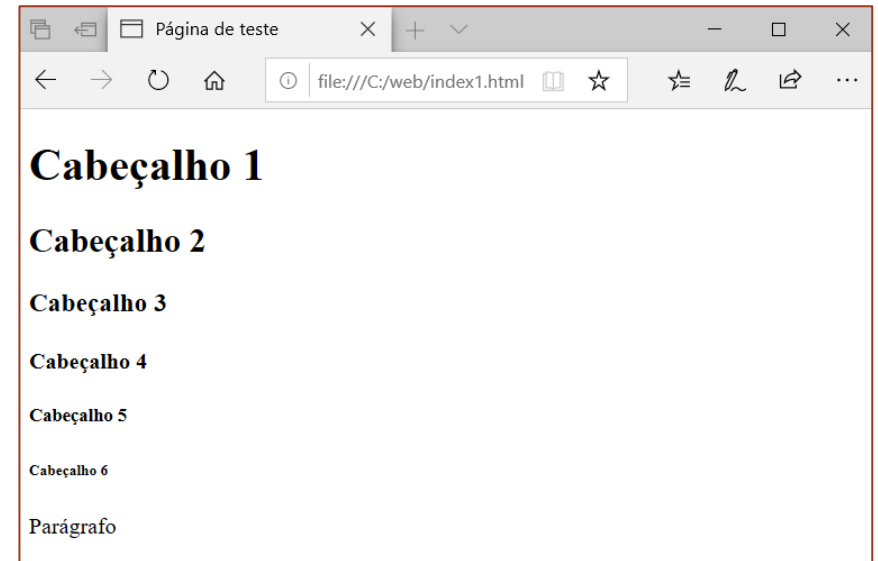 Página de teste
file:///C:/web/index1.html
Cabeçalho 1
Cabeçalho 2
Cabeçalho 3
Cabeçalho 4
Cabeçalho 5
Cabeçalho 6
Parágrafo